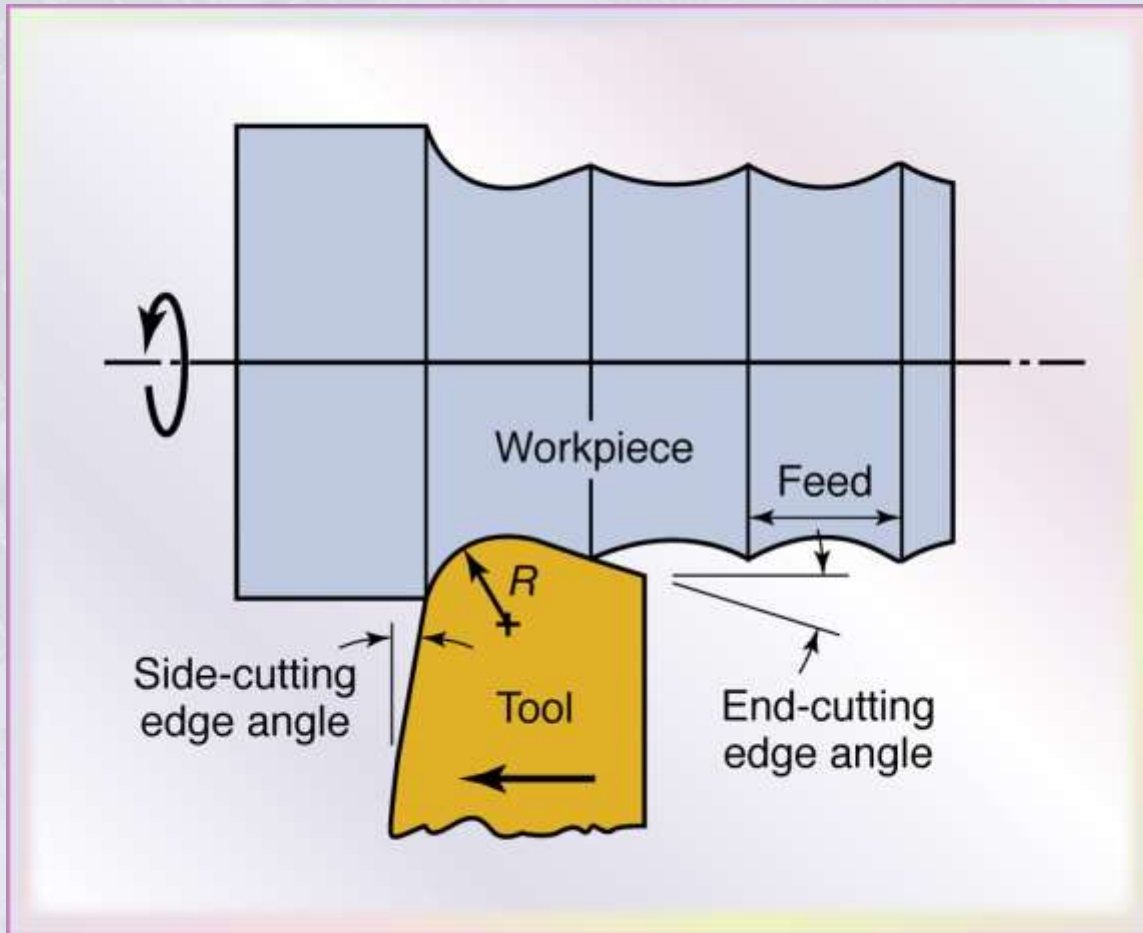 Workpiece
Feed
R
Side-cutting
edge angle
Tool
End-cutting
edge angle